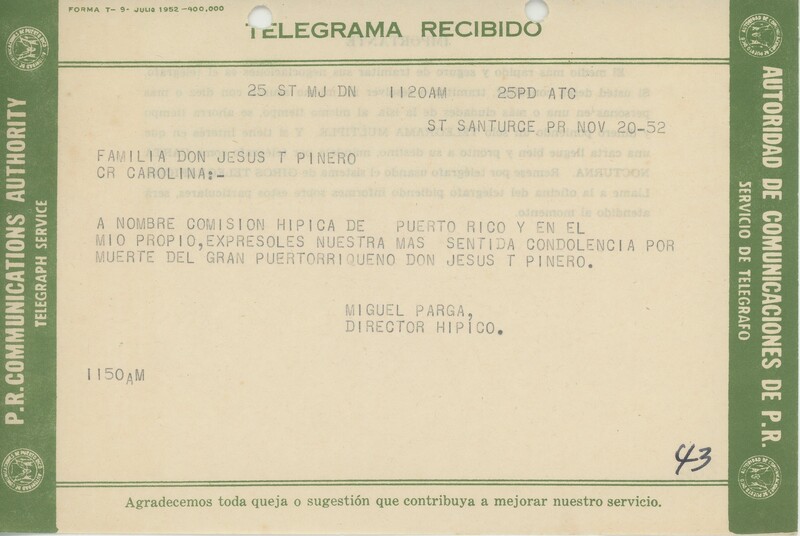 FORMA T- 9- JULIO 1952-400,000
TELEGRAMA RECIBIDO
25 ST MJ DN 1120AM 25PD ATC
ST SANTURCE, PR NOV 20-52
FAMILIA DON JESUS T PINERO
CR CAROLINA:-
A NOMBRE COMISION HIPICA DE PUERTO RICO Y EN EL
MIO PROPIO, EXPRESOLES NUESTRA MAS SENTIDA CONDOLENCIA POR
MUERTE DEL GRAN PUERTORRIQUENO DON JESUS T PINERO.
MIGUEL PARGA,
DIRECTOR HIPICO.
1150AM
43
Agradecemos toda queja o sugestión que contribuya a mejorar nuestro servicio.
P.R. COMMUNICATIONS AUTHORITY
TELEGRAPH SERVICE
AUTORIDAD DE COMUNICACIONES DE P.R.
SERVICIO DE TELEGRAFO